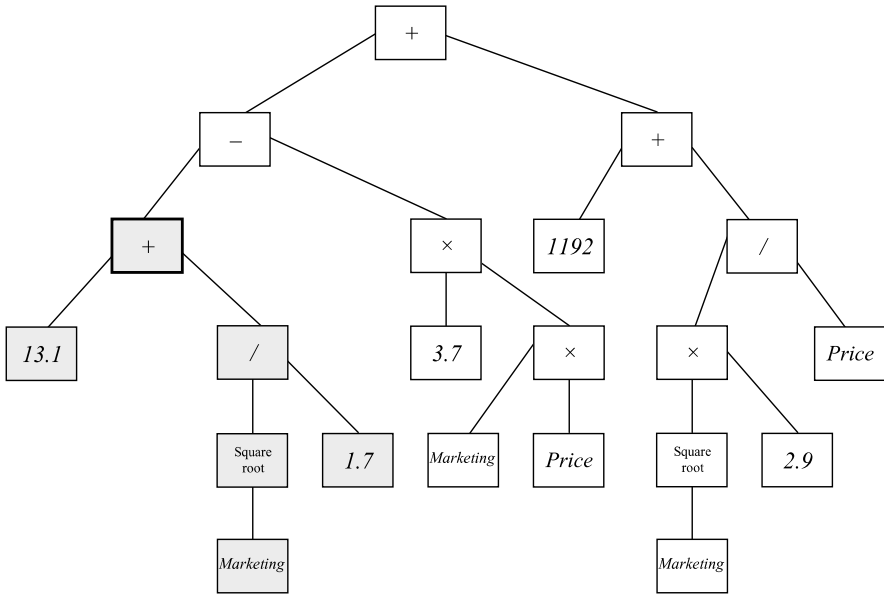 +
–
+
+
×
1192
/
13.1
/
3.7
×
×
Price
Square
root
1.7
Marketing
Price
Square
root
2.9
Marketing
Marketing